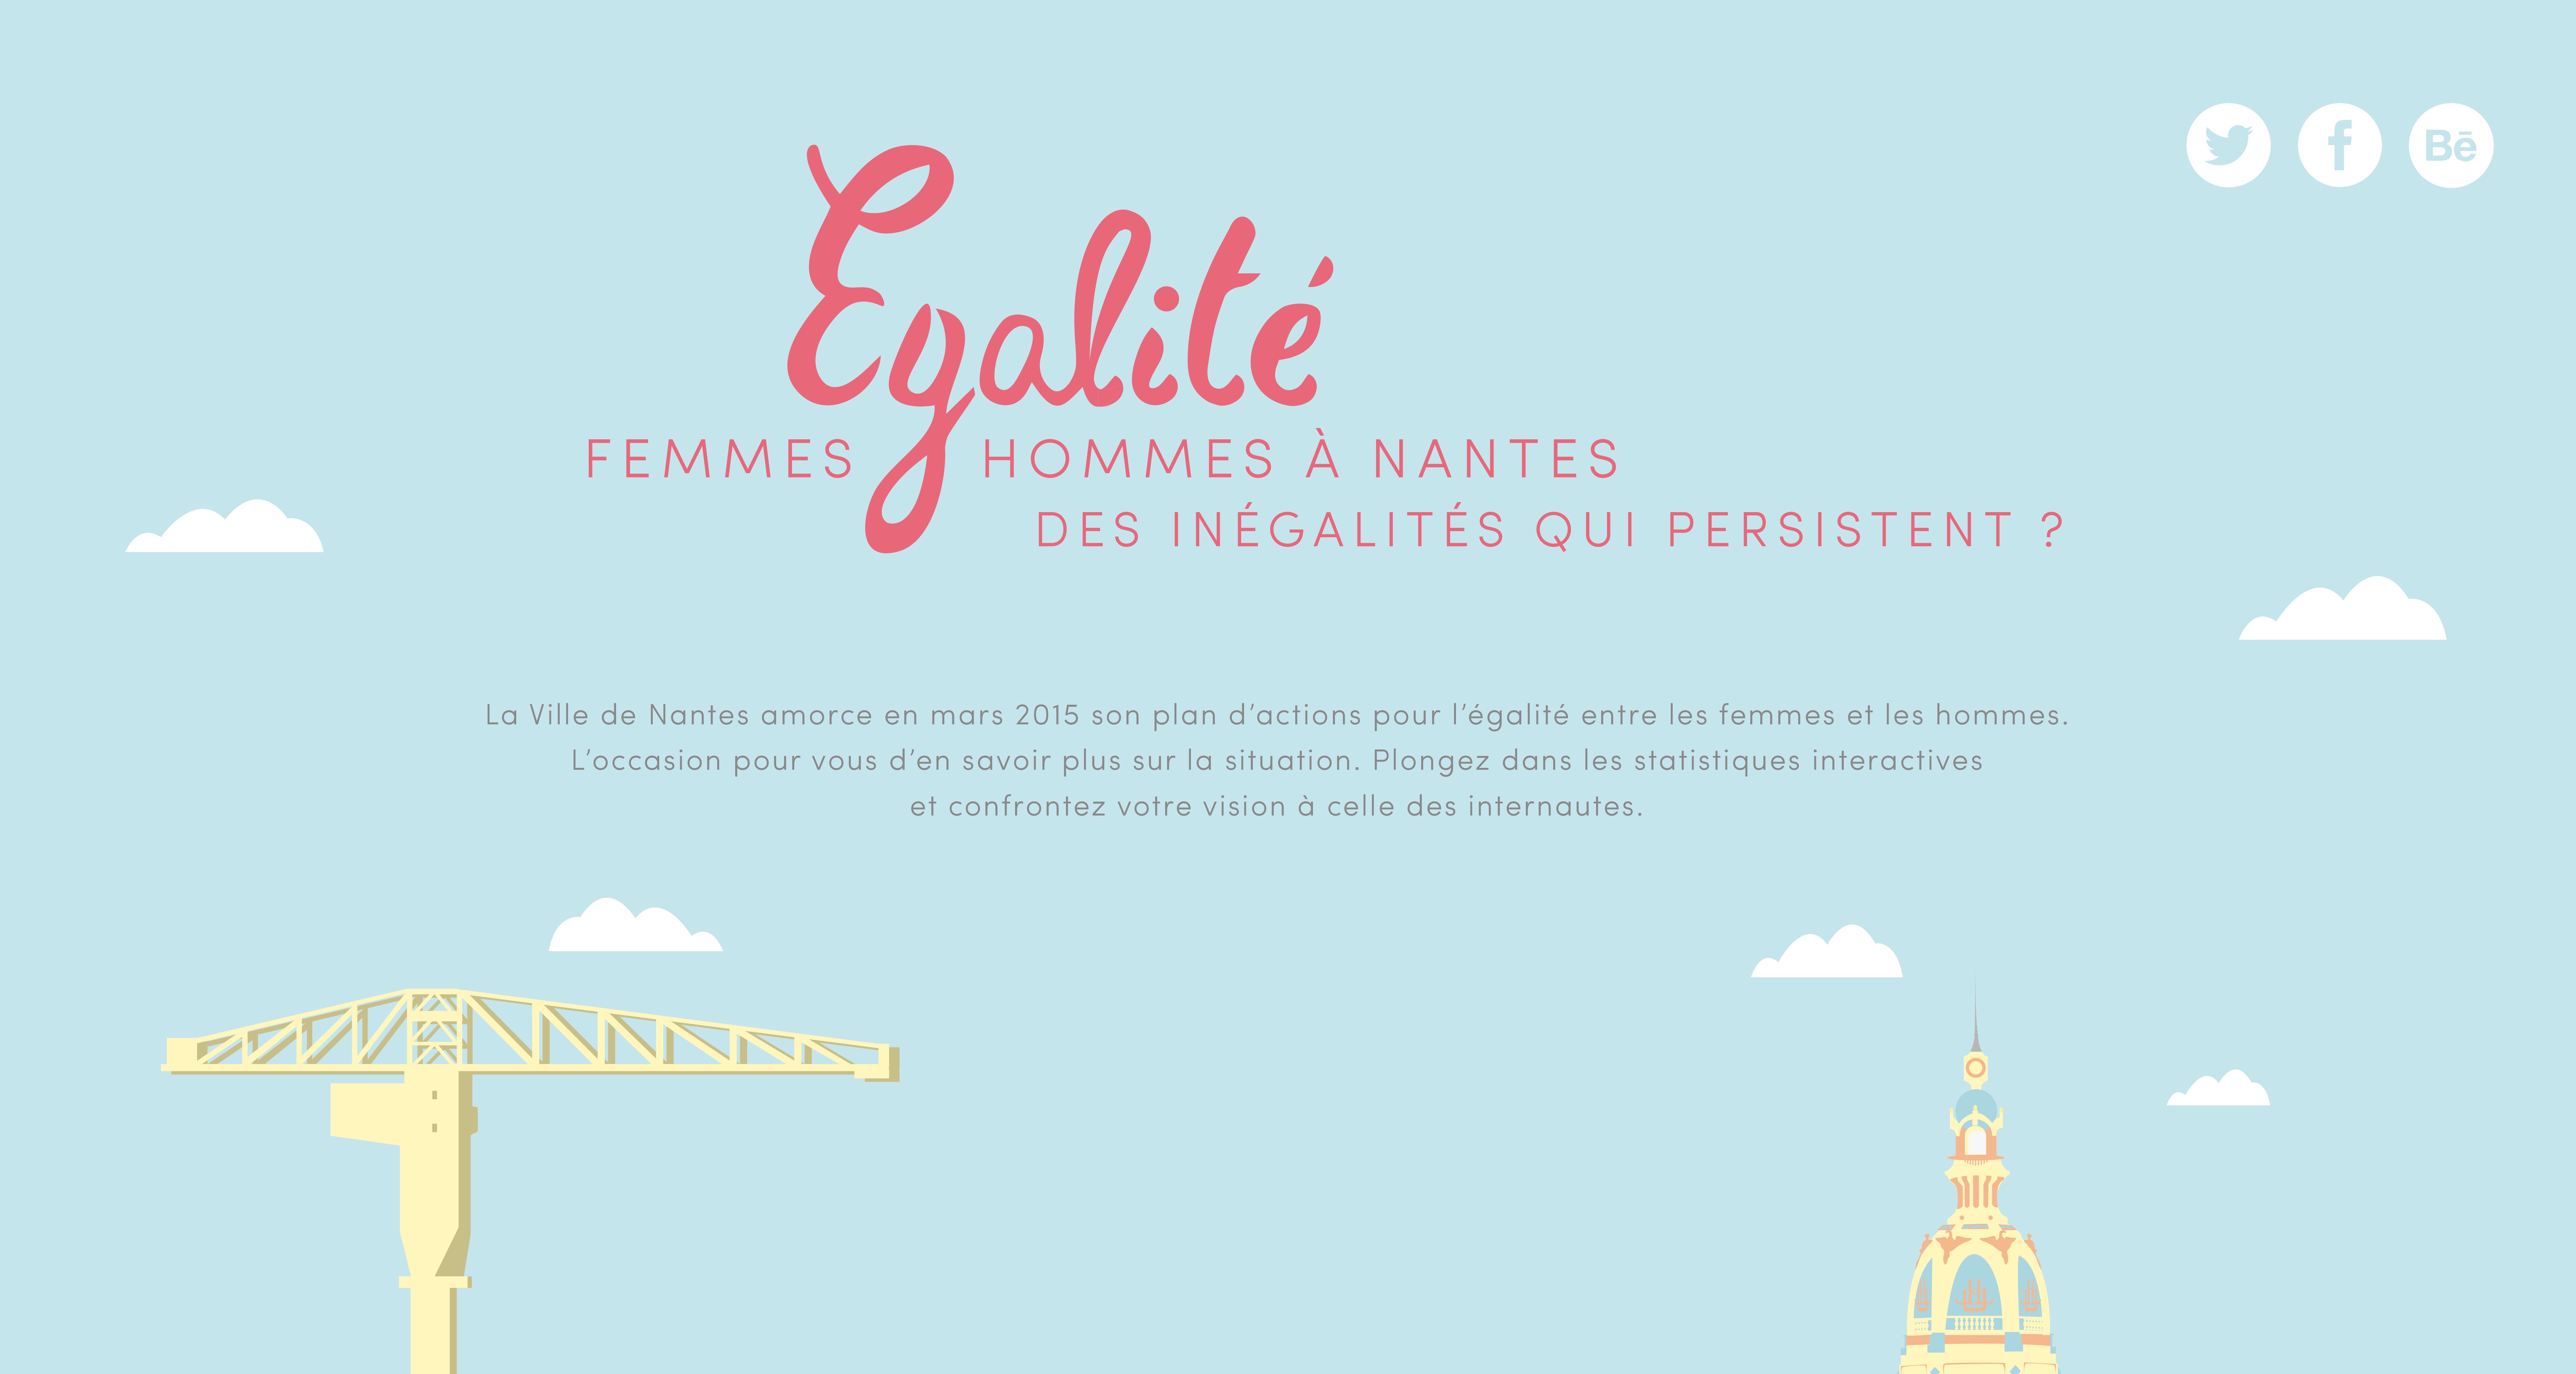 Egalité
FEMMES HOMMES À NANTES
DES INÉGALITÉS QUI PERSISTENT ?
La Ville de Nantes amorce en mars 2015 son plan d’actions pour l’égalité entre les femmes et les hommes.
L’occasion pour vous d’en savoir plus sur la situation. Plongez dans les statistiques interactives
et confrontez votre vision à celle des internautes.
f
Bē